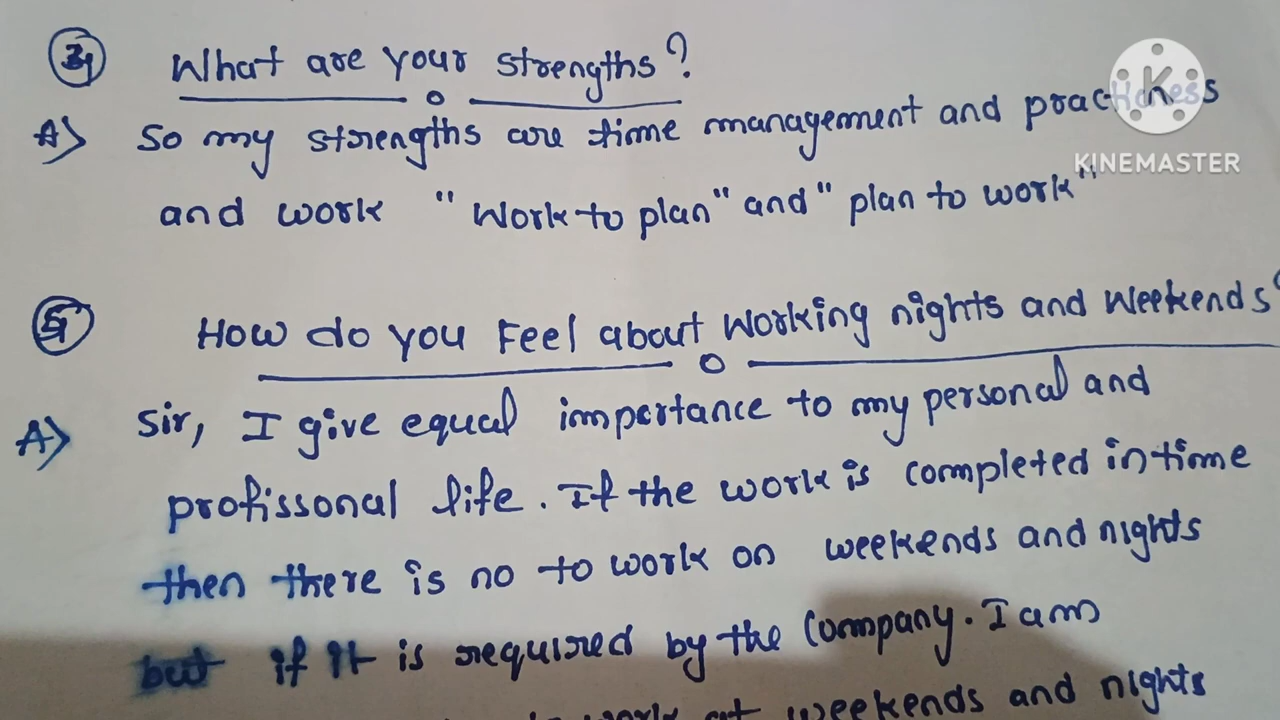 What are your strengths?
A) So my strengths are time management and
and work "Work to plan" and "plan to work"
KINEMASTER
5) How do you Feel about Working nights and Weekends?
A) Sir, I give equal importance to my personal and
profissonal life. If the work is completed in time
then there is no to work on weekends and nights
but if it is required by the Company. I am
work at weekends and nights